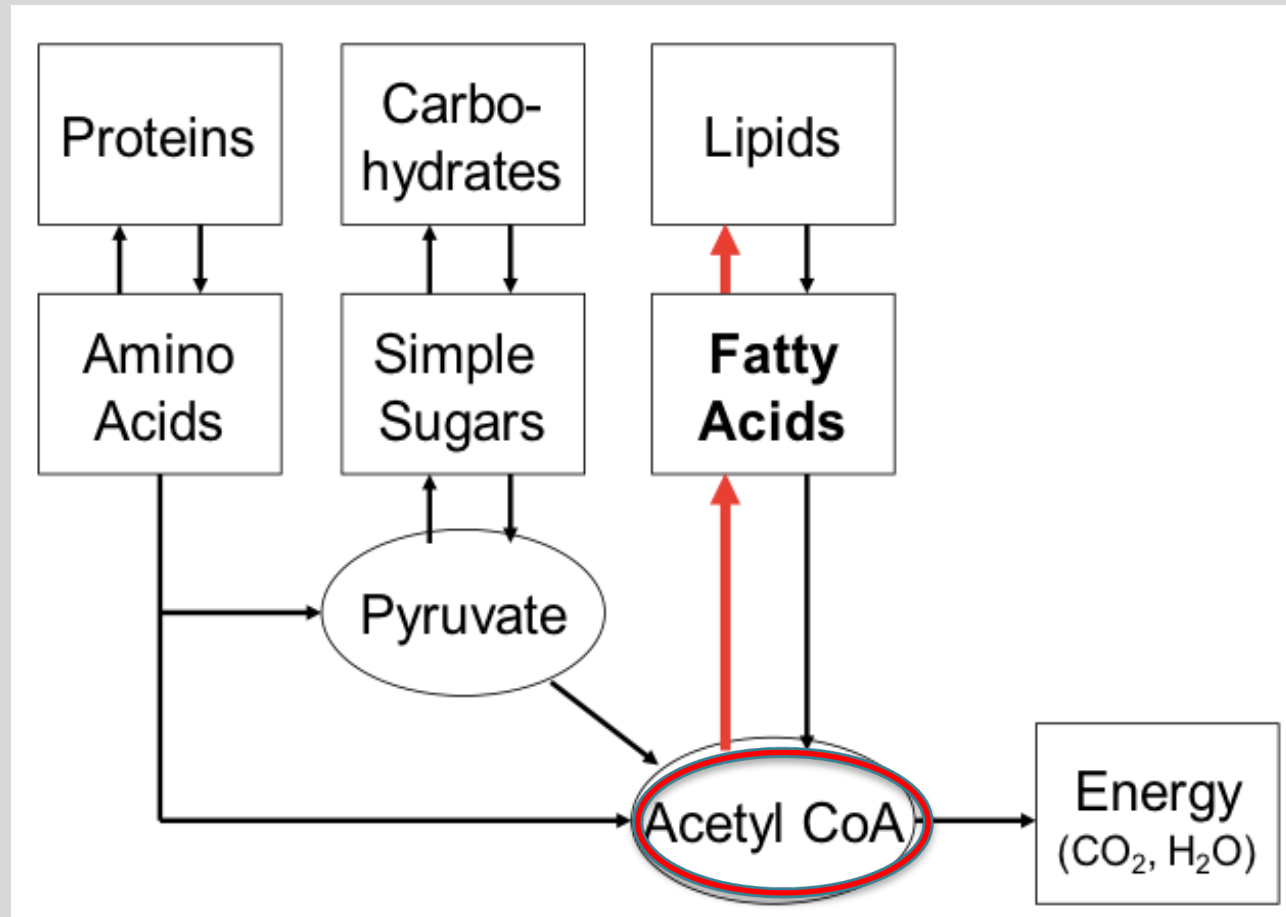 Proteins
Carbo-
hydrates
Lipids
Amino
Acids
Simple
Sugars
Fatty
Acids
Pyruvate
Acetyl CoA
Energy
(CO₂, H₂O)